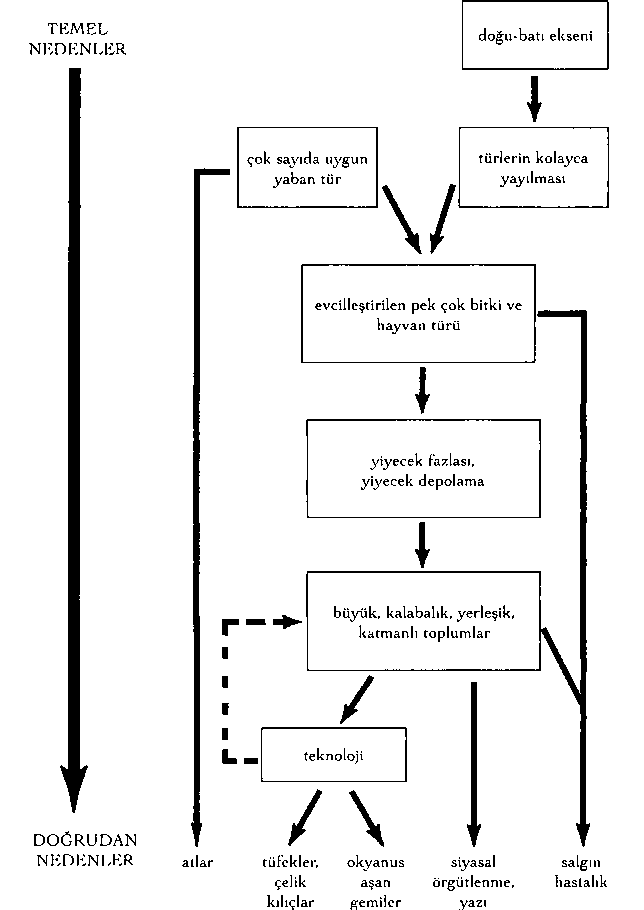 TEMEL
NEDENLER
doğu-batı ekseni
çok sayıda uygun
yaban tür
türlerin kolayca
yayılması
evcilleştirilen pek çok bitki ve
hayvan türü
yiyecek fazlası,
yiyecek depolama
büyük, kalabalık, yerleşik,
katmanlı toplumlar
teknoloji
DOĞRUDAN
NEDENLER
atlar
tüfekler,
çelik
kılıçlar
okyanus
aşan
gemiler
siyasal
örgütlenme,
yazı
salgın
hastalık